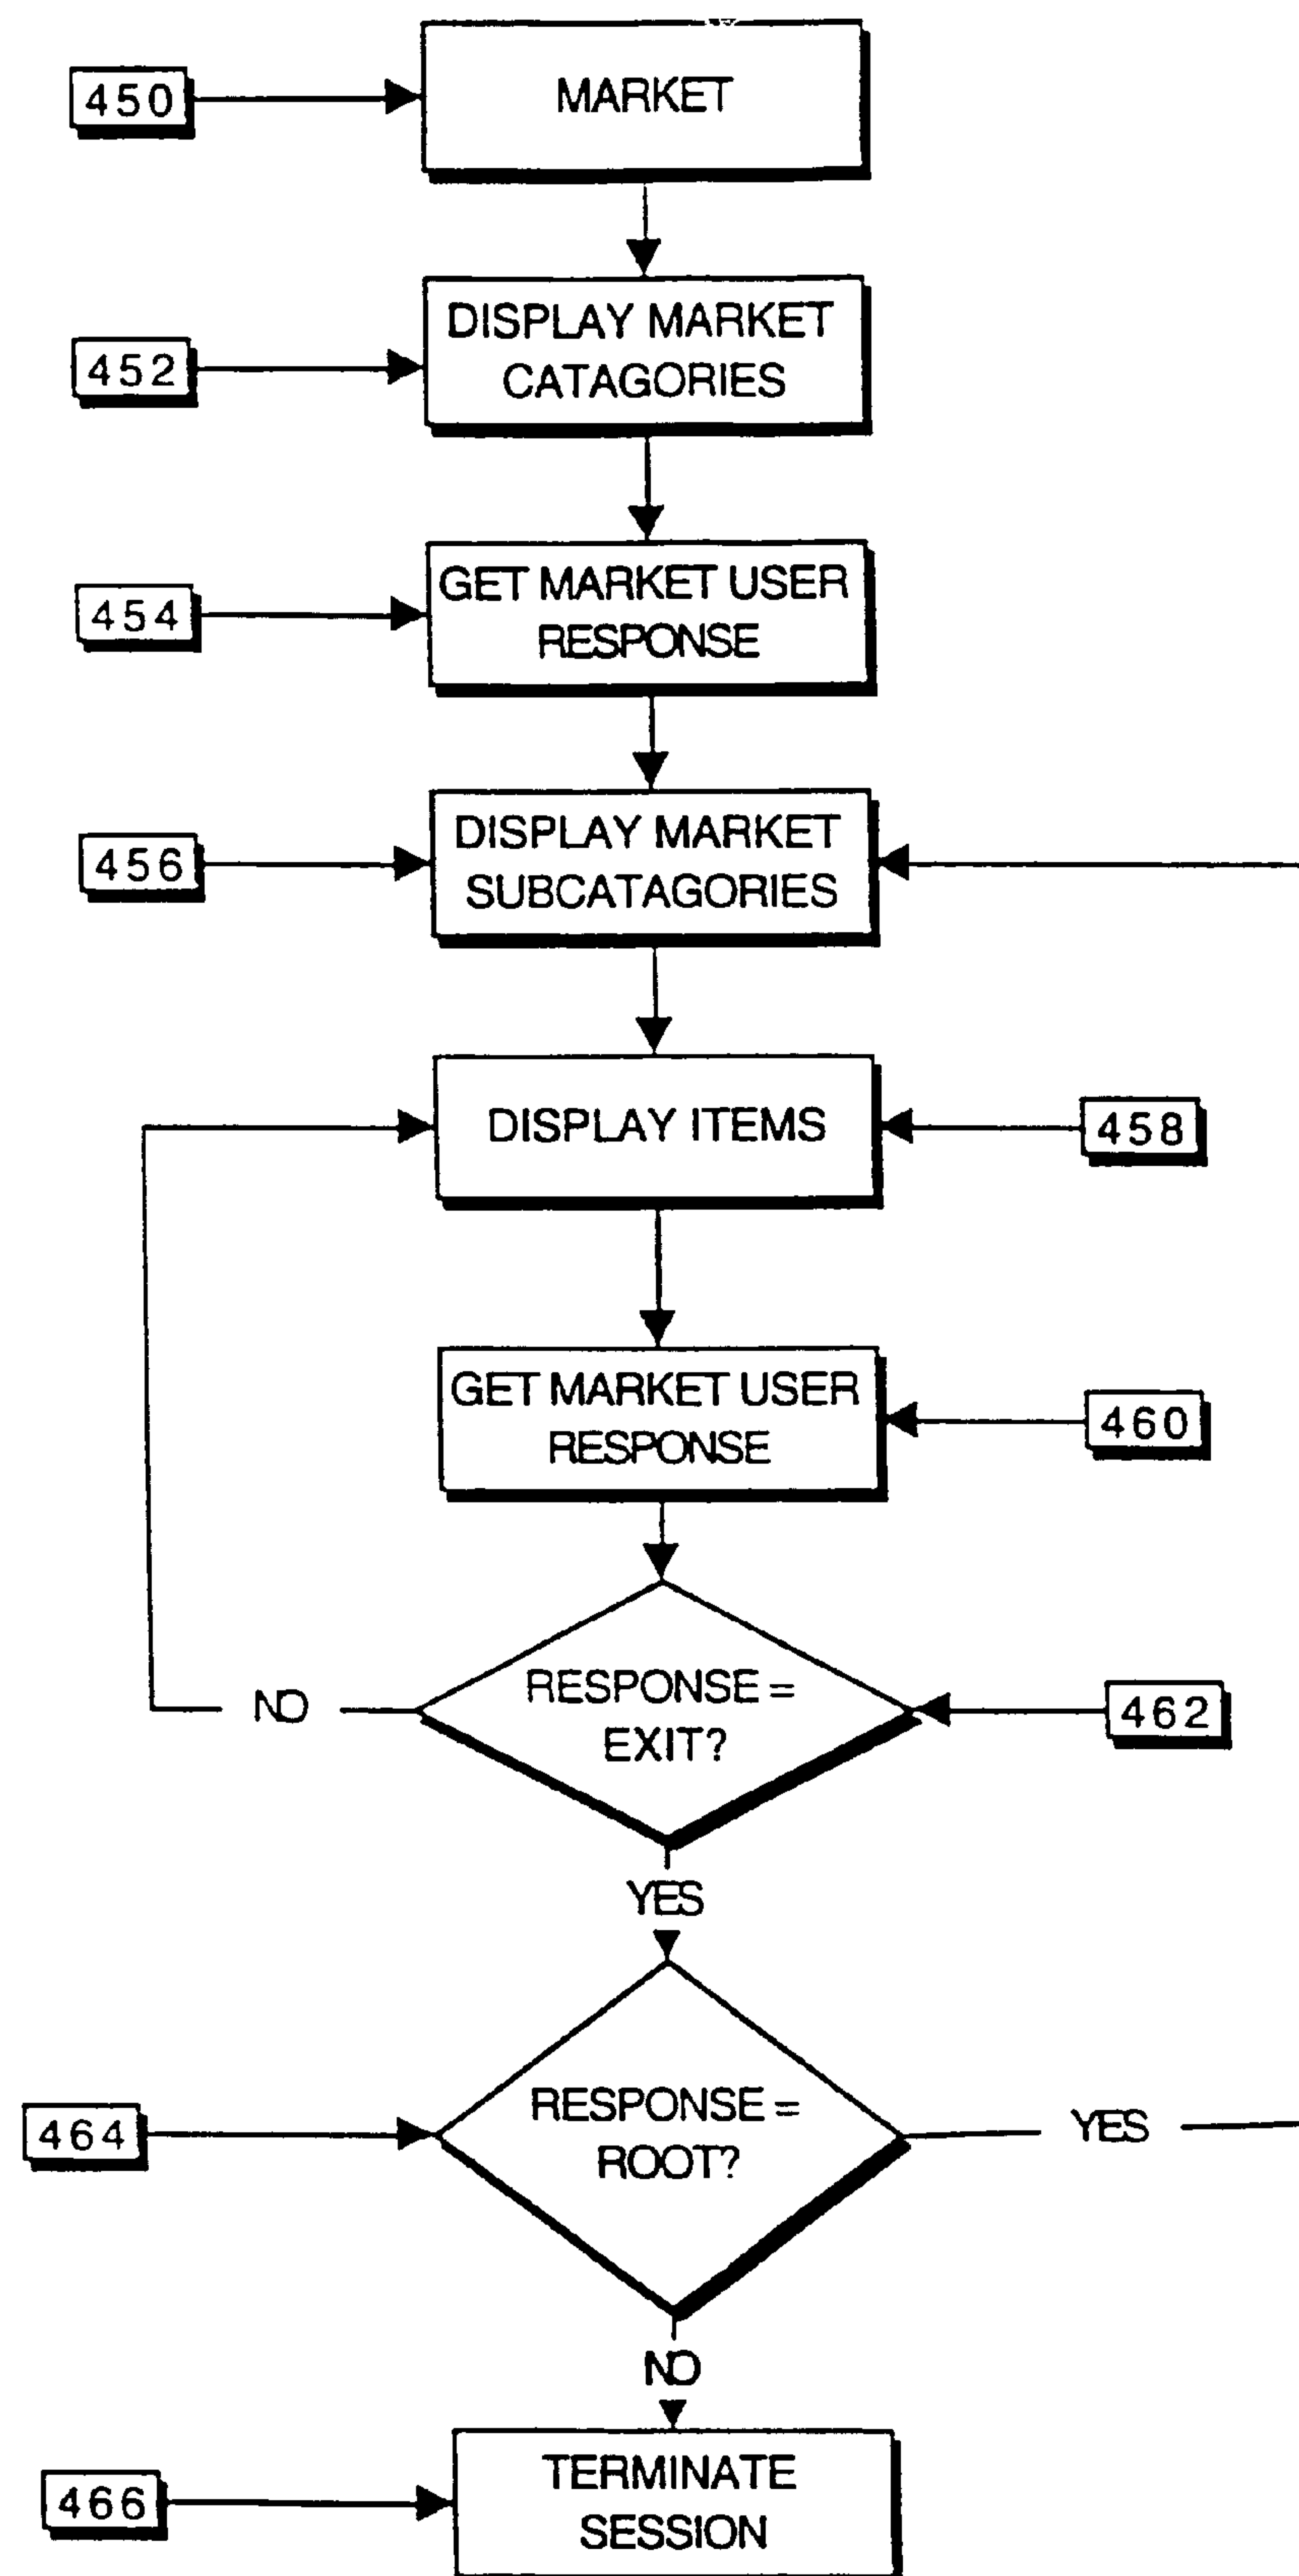 450
MARKET
452
DISPLAY MARKET
CATAGORIES
454
GET MARKET USER
RESPONSE
456
DISPLAY MARKET
SUBCATAGORIES
DISPLAY ITEMS
458
GET MARKET USER
RESPONSE
460
NO
RESPONSE =
EXIT?
462
YES
464
RESPONSE =
ROOT?
YES
NO
466
TERMINATE
SESSION